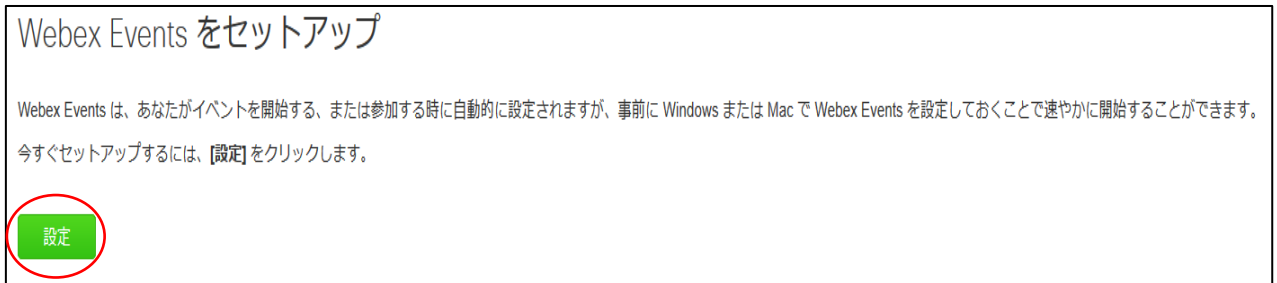 Webex Events をセットアップ
Webex Events は、あなたがイベントを開始する、または参加する時に自動的に設定されますが、事前に Windows または Mac で Webex Events を設定しておくことで速やかに開始することができます。
今すぐセットアップするには、[設定] をクリックします。
設定